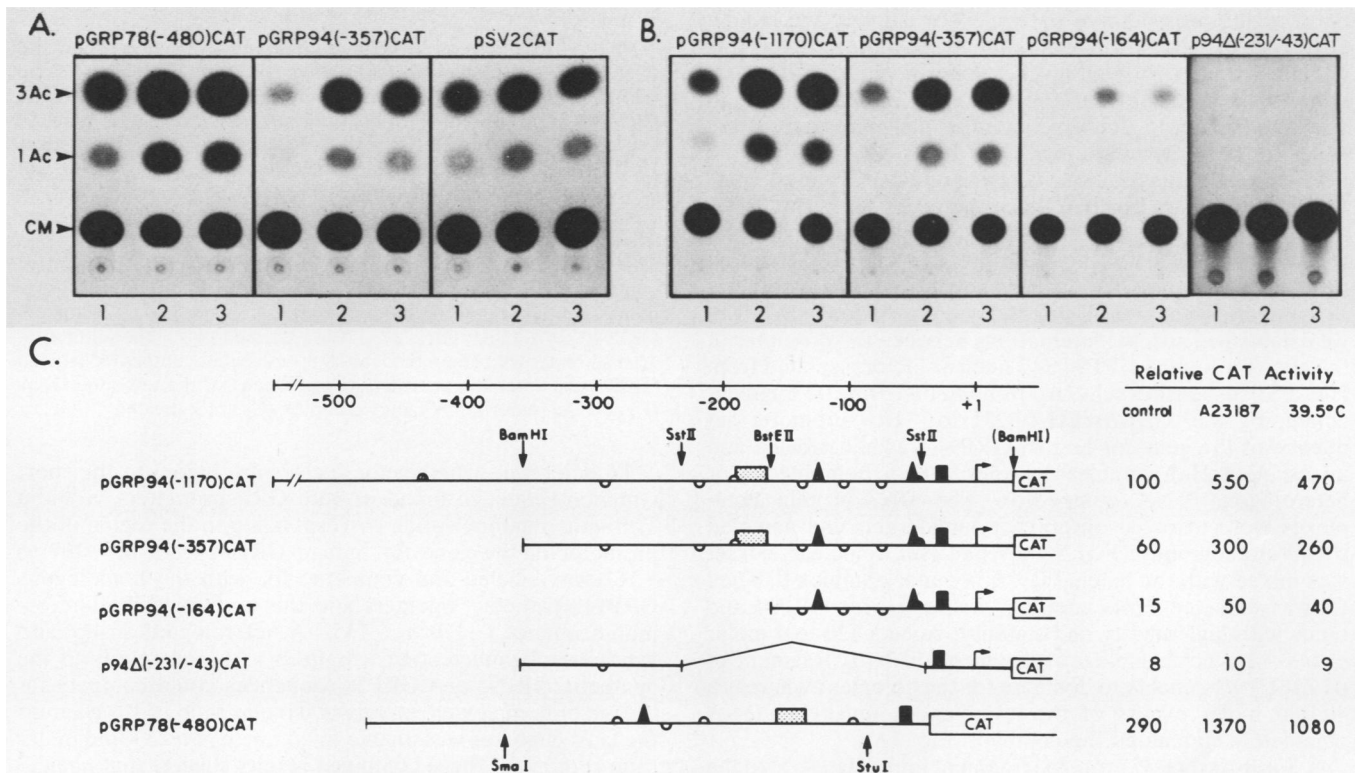 A.
pGRP78(-480)CAT pGRP94(-357)CAT pSV2CAT
3Ac
1Ac
CM
1 2 3 1 2 3 1 2 3
B.
pGRP94(-1170)CAT pGRP94(-357)CAT pGRP94(-164)CAT p94Δ(-231/-43)CAT
1 2 3 1 2 3 1 2 3 1 2 3
C.
Relative CAT Activity
control A23187 39.5°C
-500 -400 -300 -200 -100 +1
BamHI SstII BstEII SstII (BamHI)
pGRP94(-1170)CAT CAT 100 550 470
pGRP94(-357)CAT CAT 60 300 260
pGRP94(-164)CAT CAT 15 50 40
p94Δ(-231/-43)CAT CAT 8 10 9
pGRP78(-480)CAT CAT 290 1370 1080
SmaI StuI